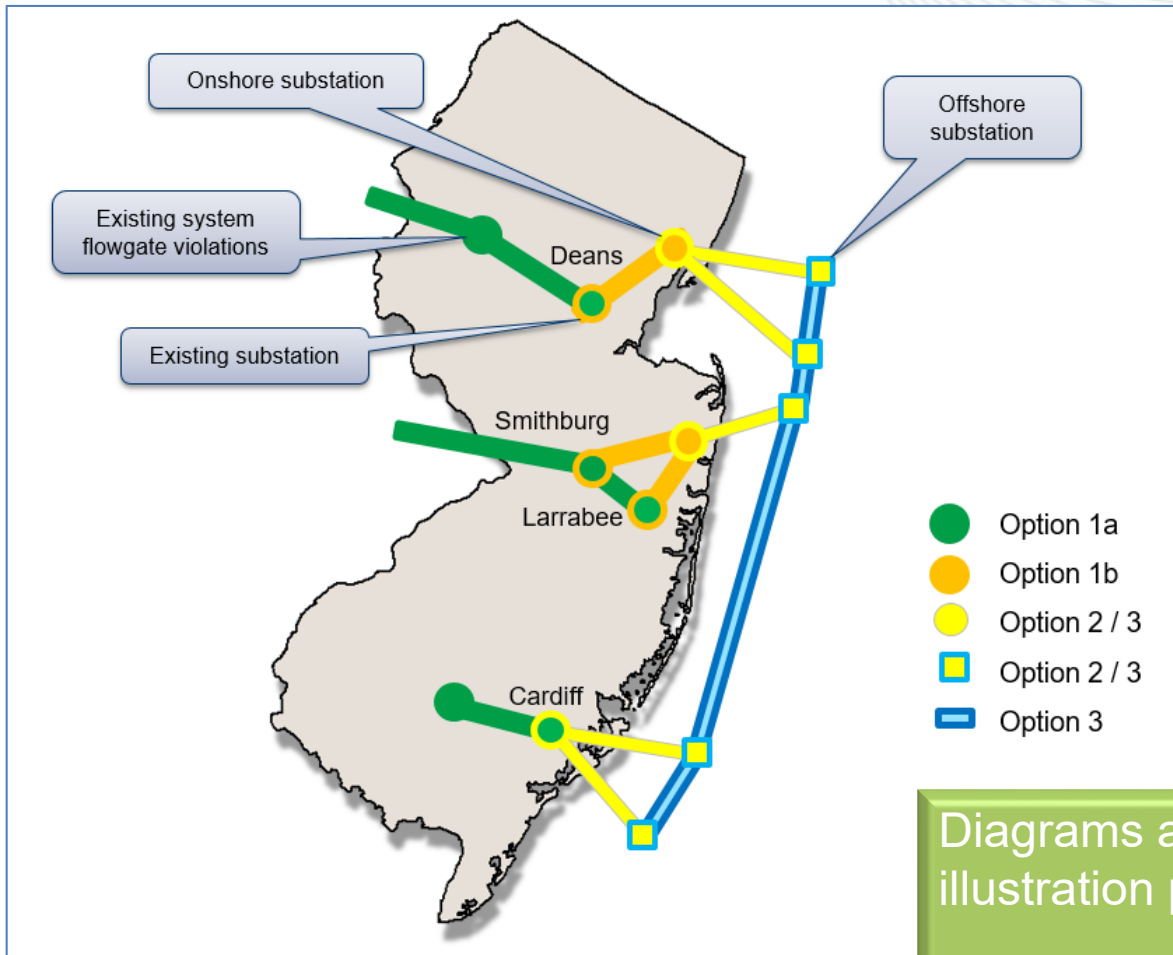 Onshore substation
Offshore
substation
Existing system
flowgate violations
Deans
Existing substation
Smithburg
Larrabee
Option 1a
Option 1b
Option 2 / 3
Option 2 / 3
Option 3
Cardiff
Diagrams
illustration